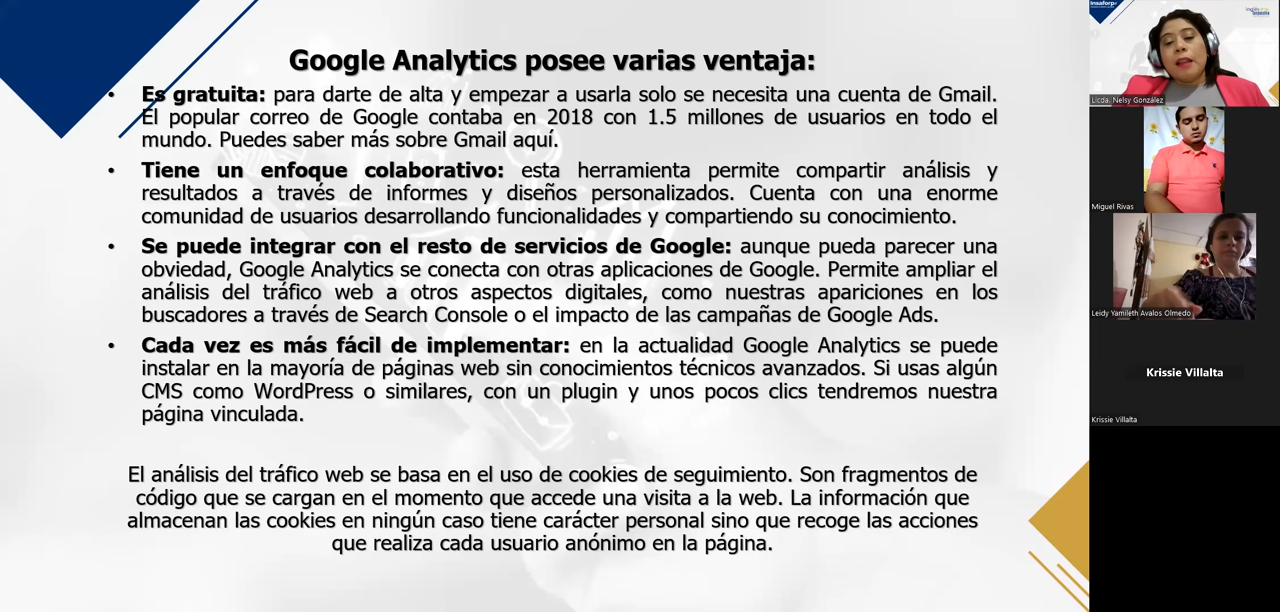 Google Analytics posee varias ventaja:
• Es gratuita: para darte de alta y empezar a usarla solo se necesita una cuenta de Gmail.
El popular correo de Google contaba en 2018 con 1.5 millones de usuarios en todo el
mundo. Puedes saber más sobre Gmail aquí.
• Tiene un enfoque colaborativo: esta herramienta permite compartir análisis y
resultados a través de informes y diseños personalizados. Cuenta con una enorme
comunidad de usuarios desarrollando funcionalidades y compartiendo su conocimiento.
• Se puede integrar con el resto de servicios de Google: aunque pueda parecer una
obviedad, Google Analytics se conecta con otras aplicaciones de Google. Permite ampliar el
análisis del tráfico web a otros aspectos digitales, como nuestras apariciones en los
buscadores a través de Search Console o el impacto de las campañas de Google Ads.
• Cada vez es más fácil de implementar: en la actualidad Google Analytics se puede
instalar en la mayoría de páginas web sin conocimientos técnicos avanzados. Si usas algún
CMS como WordPress o similares, con un plugin y unos pocos clics tendremos nuestra
página vinculada.
El análisis del tráfico web se basa en el uso de cookies de seguimiento. Son fragmentos de
código que se cargan en el momento que accede una visita a la web. La información que
almacenan las cookies en ningún caso tiene carácter personal sino que recoge las acciones
que realiza cada usuario anónimo en la página.
Insaforp
Licda. Nelsy González
Miguel Rivas
Leidy Yamileth Avalos Olmedo
Krissie Villalta
Krissie Villalta